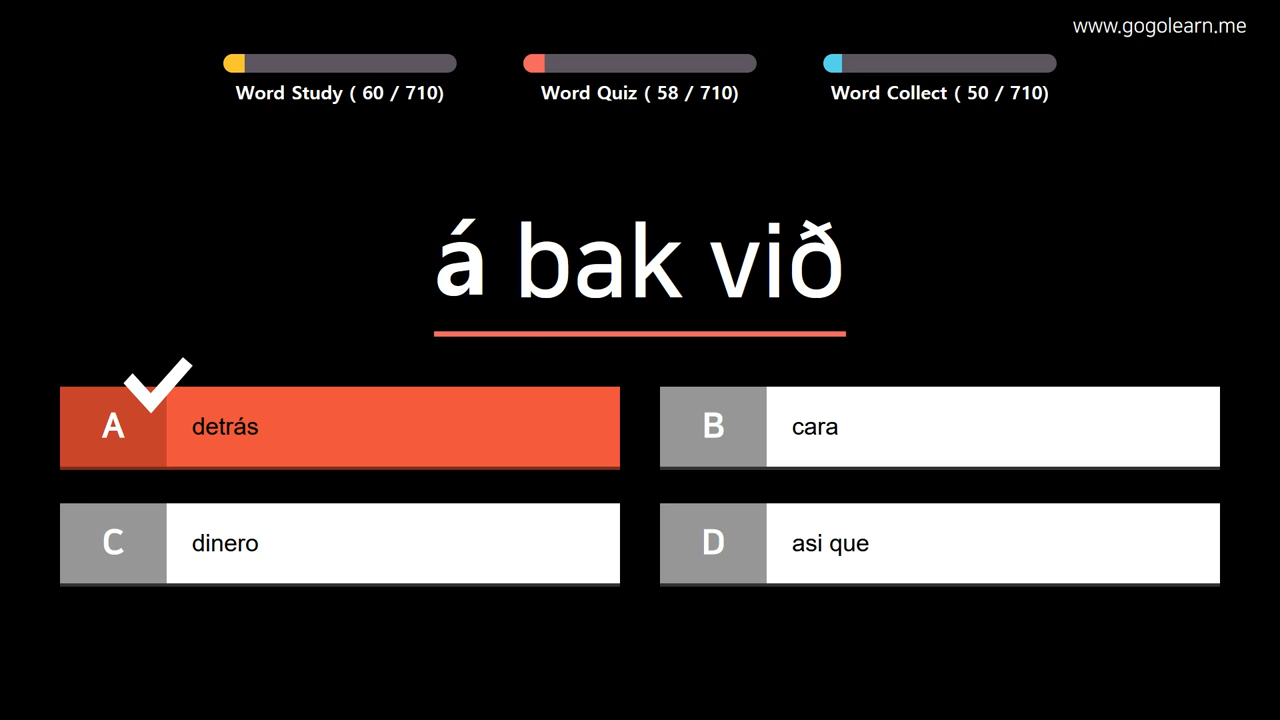 www.gogolearn.me
Word Study ( 60 / 710)
Word Quiz ( 58 / 710)
Word Collect ( 50 / 710)
á bak við
A detrás
B cara
C dinero
D asi que